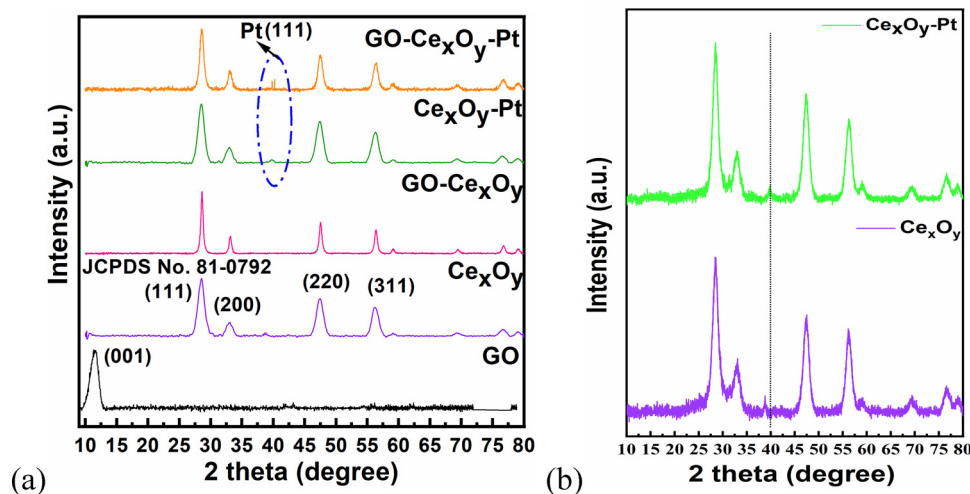 Pt(111)
GO-CexOy-Pt
CexOy-Pt
GO-CexOy
JCPDS No. 81-0792
CexOy
(111)
(200)
(220)
(311)
GO
(001)
Intensity (a.u.)
10 15 20 25 30 35 40 45 50 55 60 65 70 75 80
2 theta (degree)
(a)
CexOy-Pt
CexOy
Intensity (a.u.)
10 15 20 25 30 35 40 45 50 55 60 65 70 75 80
2 theta (degree)
(b)